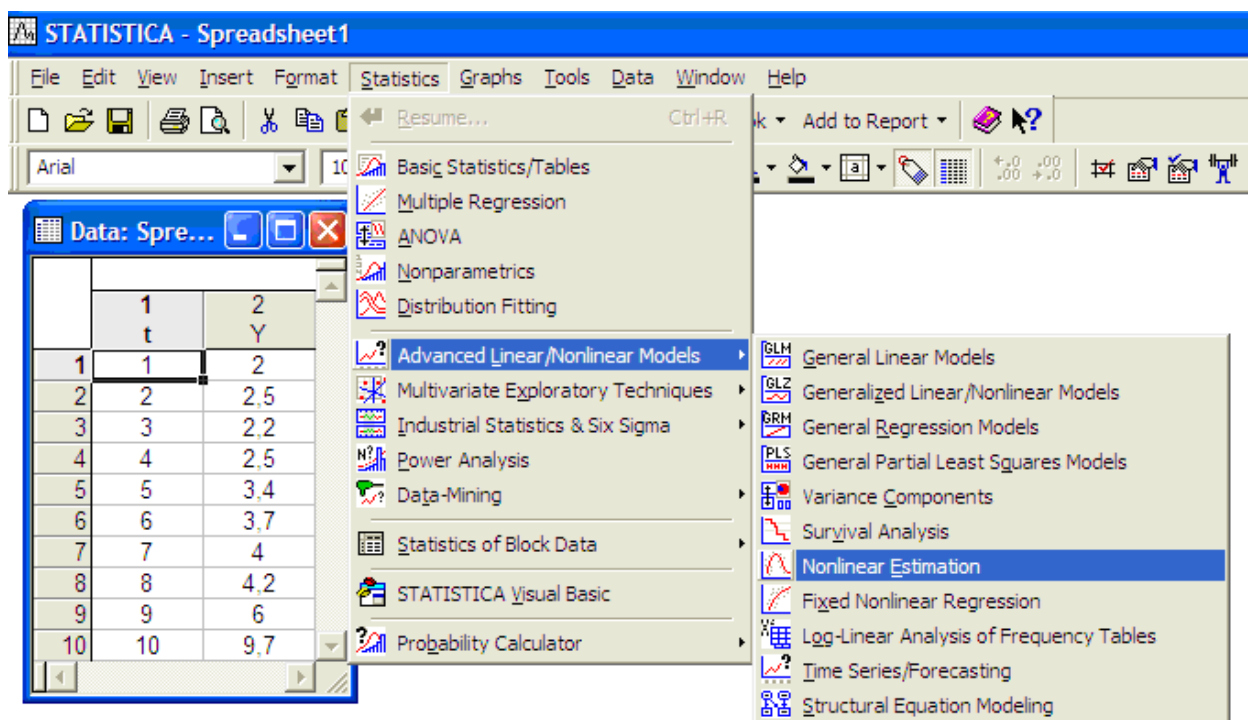 STATISTICA - Spreadsheet1
File Edit View Insert Format Statistics Graphs Tools Data Window Help
Add to Report
Arial
Data: Spre...
1 2
t Y
1 1 2
2 2 2,5
3 3 2,2
4 4 2,5
5 5 3,4
6 6 3,7
7 7 4
8 8 4,2
9 9 6
10 10 9,7
Resume... Ctrl+R
Basic Statistics/Tables
Multiple Regression
ANOVA
Nonparametrics
Distribution Fitting
Advanced Linear/Nonlinear Models
Multivariate Exploratory Techniques
Industrial Statistics & Six Sigma
Power Analysis
Data-Mining
Statistics of Block Data
STATISTICA Visual Basic
Probability Calculator
GLM General Linear Models
GLZ Generalized Linear/Nonlinear Models
GRM General Regression Models
PLS General Partial Least Squares Models
Variance Components
Survival Analysis
Nonlinear Estimation
Fixed Nonlinear Regression
Log-Linear Analysis of Frequency Tables
Time Series/Forecasting
Structural Equation Modeling